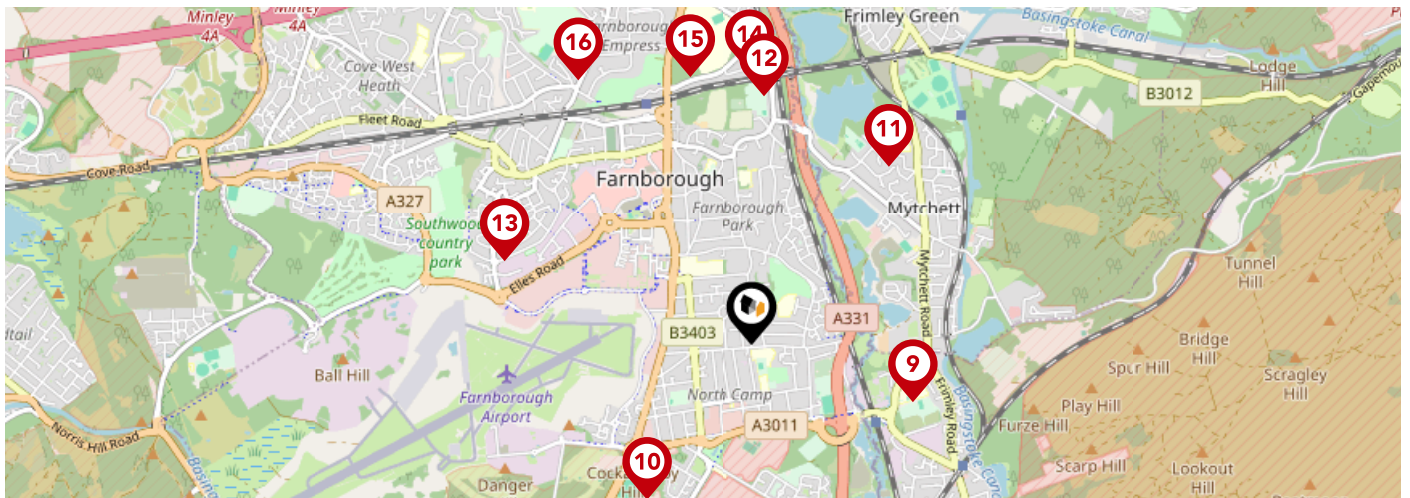 Minley
4A
Minley
4A
Farnborough
Empress
Frimley Green
Basingstoke Canal
16
15
14
12
Cove West
Heath
Lodge
Hill
B3012
Fleet Road
11
Cove Road
Farnborough
A327
Mytchett
Farnborough
Park
13
Southwood
country
park
Elles Road
Mytchett Road
Tunnel
Hill
B3403
A331
Bridge
Hill
Ball Hill
9
Spur Hill
Scragley
Hill
Farnborough
Airport
North Camp
Frimley Road
Basingstoke Canal
Play Hill
Furze Hill
A3011
Norris Hill Road
10
Scarp Hill
Lookout
Hill
Danger